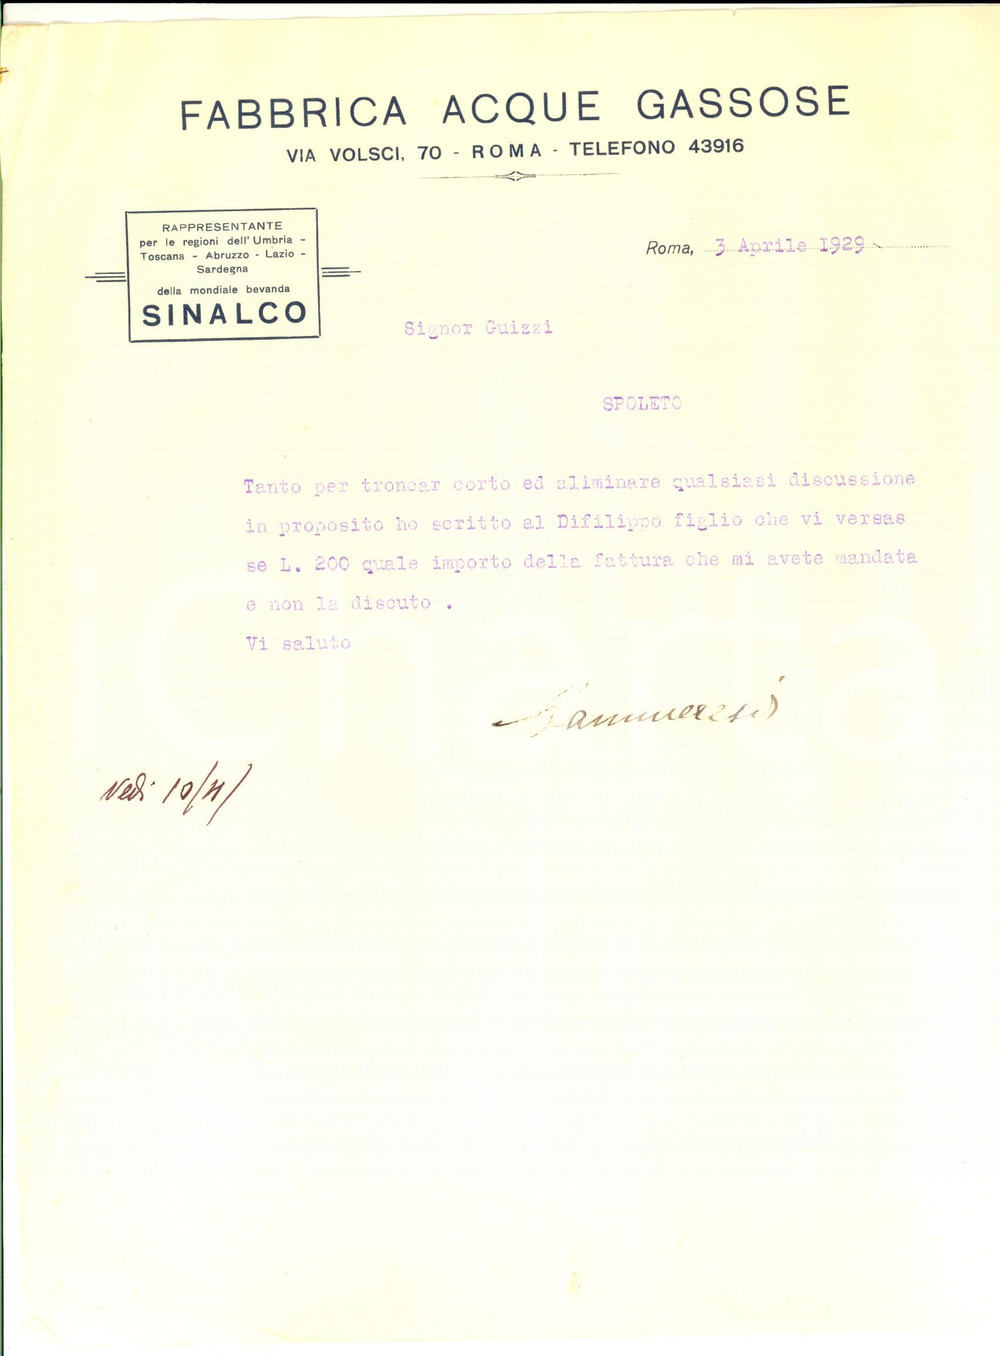 FABBRICA ACQUE GASSOSE
VIA VOLSCI, 70 - ROMA - TELEFONO 43916
RAPPRESENTANTE
per le regioni dell'Umbria -
Toscana - Abruzzo - Lazio -
Sardegna
della mondiale bevanda
SINALCO
Roma, 3 Aprile 1929
Signor Guizzi
SPOLETO
Tanto per troncar corto ed aliminare qualsiasi discussione
in proposito ho scritto al Difilippo figlio che vi versas
se L. 200 quale importo della fattura che mi avete mandata
e non la discuto .
Vi saluto
Vedi 10/4/